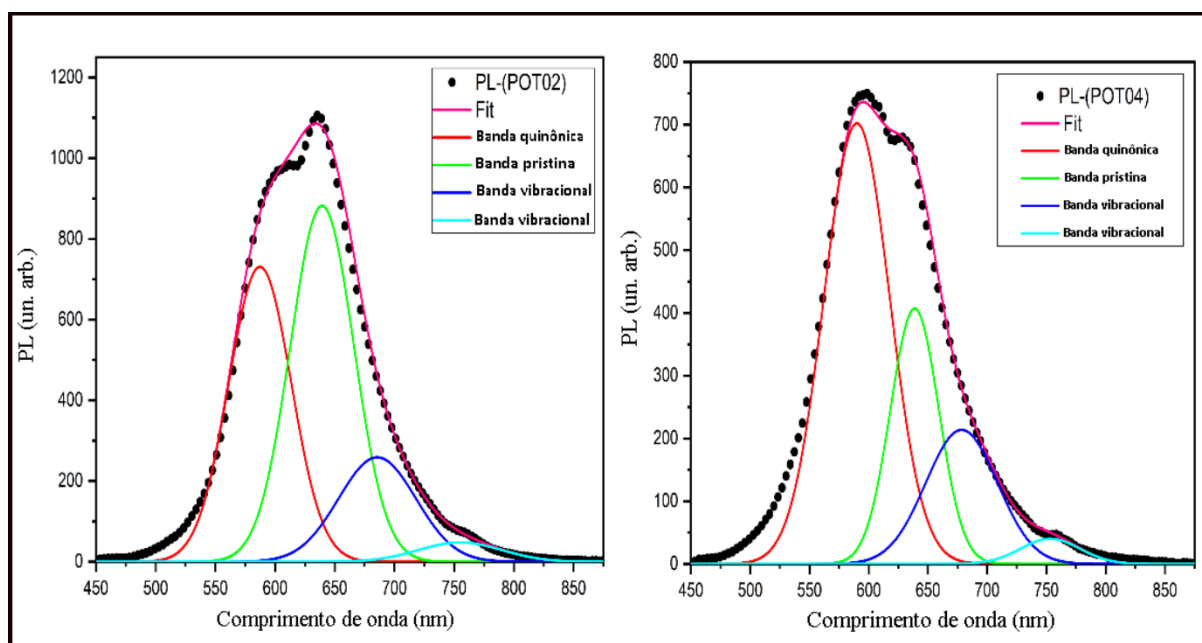 1200
1000
800
600
400
200
0
PL (un. arb.)
PL-(POT02)
Fit
Banda quinônica
Banda pristina
Banda vibracional
Banda vibracional
450 500 550 600 650 700 750 800 850
Comprimento de onda (nm)
800
700
600
500
400
300
200
100
0
PL (un. arb.)
PL-(POT04)
Fit
Banda quinônica
Banda pristina
Banda vibracional
Banda vibracional
450 500 550 600 650 700 750 800 850
Comprimento de onda (nm)